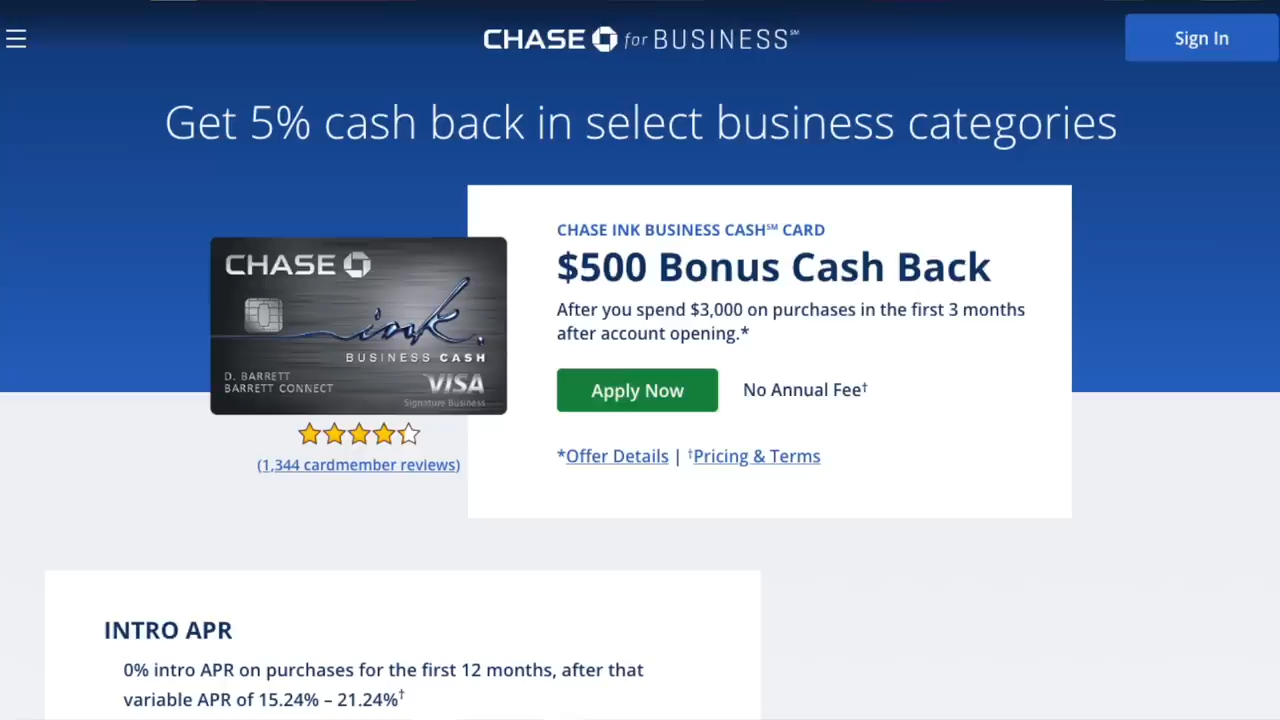 CHASE for BUSINESS℠
Sign In
Get 5% cash back in select business categories
CHASE
ink.
BUSINESS CASH
D. BARRETT
BARRETT CONNECT
VISA
Signature Business
(1,344 cardmember reviews)
CHASE INK BUSINESS CASH℠ CARD
$500 Bonus Cash Back
After you spend $3,000 on purchases in the first 3 months
after account opening.*
Apply Now
No Annual Fee†
*Offer Details | †Pricing & Terms
INTRO APR
0% intro APR on purchases for the first 12 months, after that
variable APR of 15.24% – 21.24%†